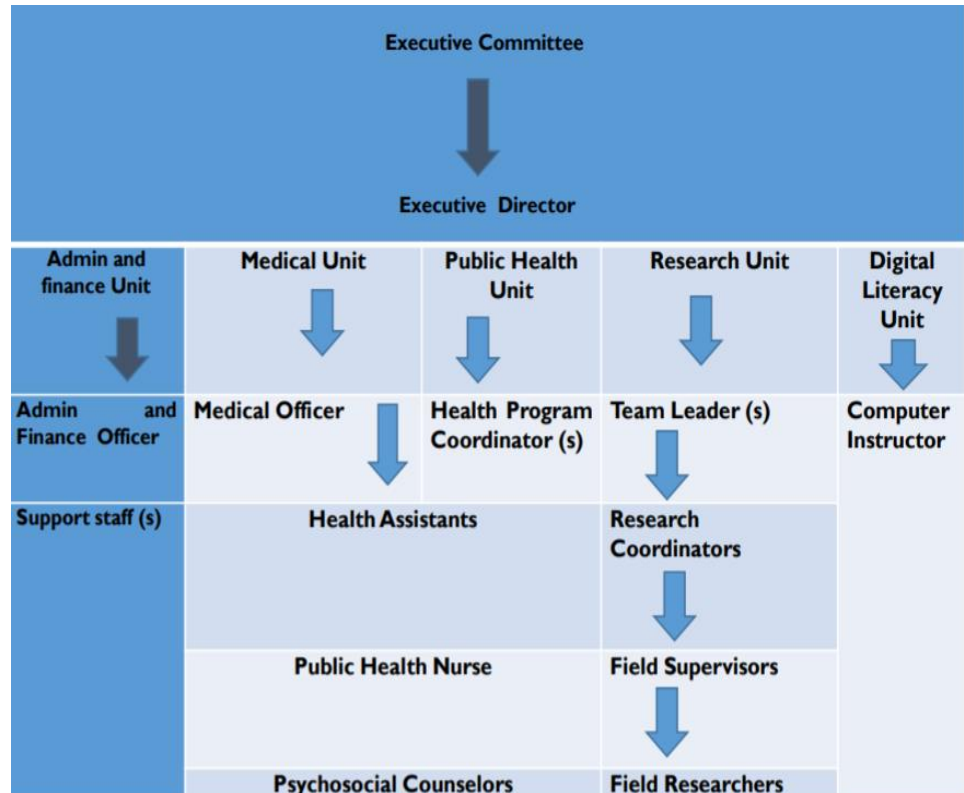 Executive Committee
Executive Director
Admin and
finance Unit
Medical Unit
Public Health
Unit
Research Unit
Digital
Literacy
Unit
Admin and
Finance Officer
Medical Officer
Health Program
Coordinator (s)
Team Leader (s)
Computer
Instructor
Support staff (s)
Health Assistants
Research
Coordinators
Public Health Nurse
Field Supervisors
Psychosocial Counselors
Field Researchers